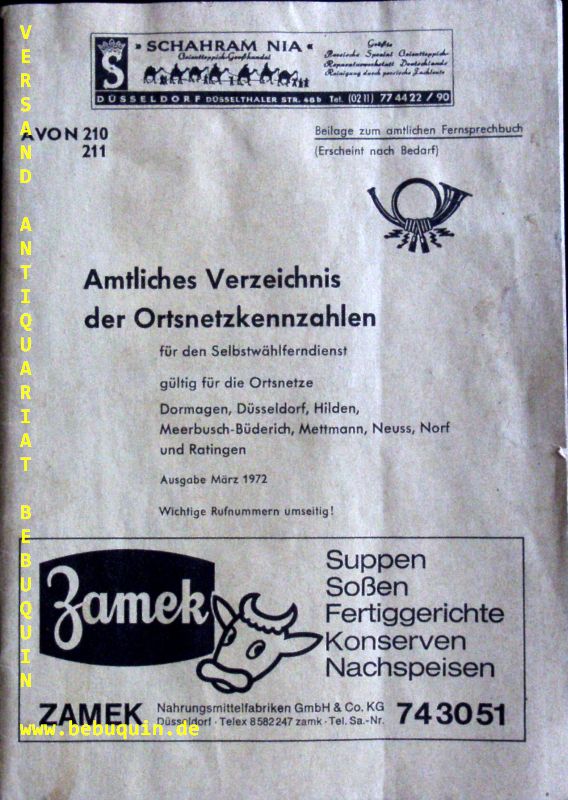 » SCHAHRAM NIA «
Orientteppich-Großhandel
Größte
Persische Spezial Orientteppich-
Reparaturwerkstatt Deutschlands
Reinigung durch persische Fachleute
S
DÜSSELDORF DÜSSELTHALER STR. 48b Tel. (0211) 77 44 22 / 90
AVON 210
211
Beilage zum amtlichen Fernsprechbuch
(Erscheint nach Bedarf)
Amtliches Verzeichnis
der Ortsnetzkennzahlen
für den Selbstwählferndienst
gültig für die Ortsnetze
Dormagen, Düsseldorf, Hilden,
Meerbusch-Büderich, Mettmann, Neuss, Norf
und Ratingen
Ausgabe März 1972
Wichtige Rufnummern umseitig!
Zamek
Suppen
Soßen
Fertiggerichte
Konserven
Nachspeisen
ZAMEK Nahrungsmittelfabriken GmbH & Co. KG
Düsseldorf · Telex 8582247 zamk · Tel. Sa.-Nr. 743051
VERSAND ANTIQUARIAT BEBUQUIN
www.bebuquin.de